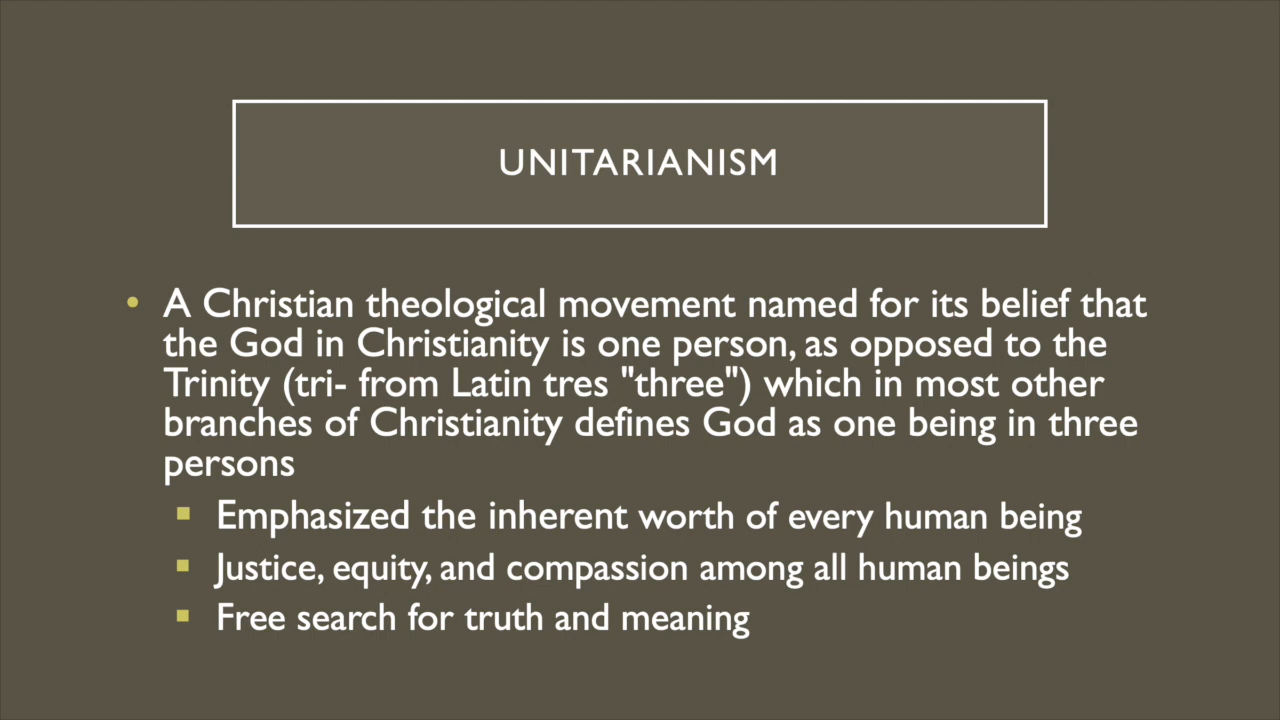 UNITARIANISM
• A Christian theological movement named for its belief that
the God in Christianity is one person, as opposed to the
Trinity (tri- from Latin tres "three") which in most other
branches of Christianity defines God as one being in three
persons
▪ Emphasized the inherent worth of every human being
▪ Justice, equity, and compassion among all human beings
▪ Free search for truth and meaning